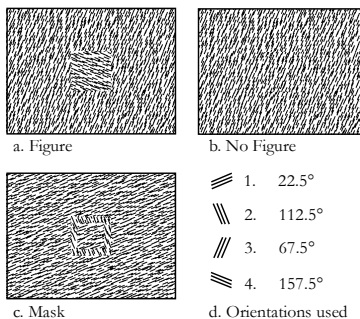 a. Figure
b. No Figure
1. 22.5°
2. 112.5°
3. 67.5°
4. 157.5°
c. Mask
d. Orientations used